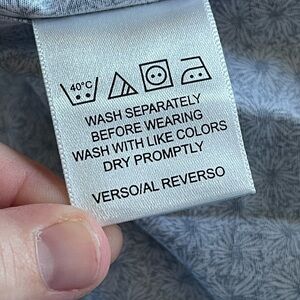 40°C
WASH SEPARATELY
BEFORE WEARING
WASH WITH LIKE COLORS
DRY PROMPTLY
VERSO/AL REVERSO